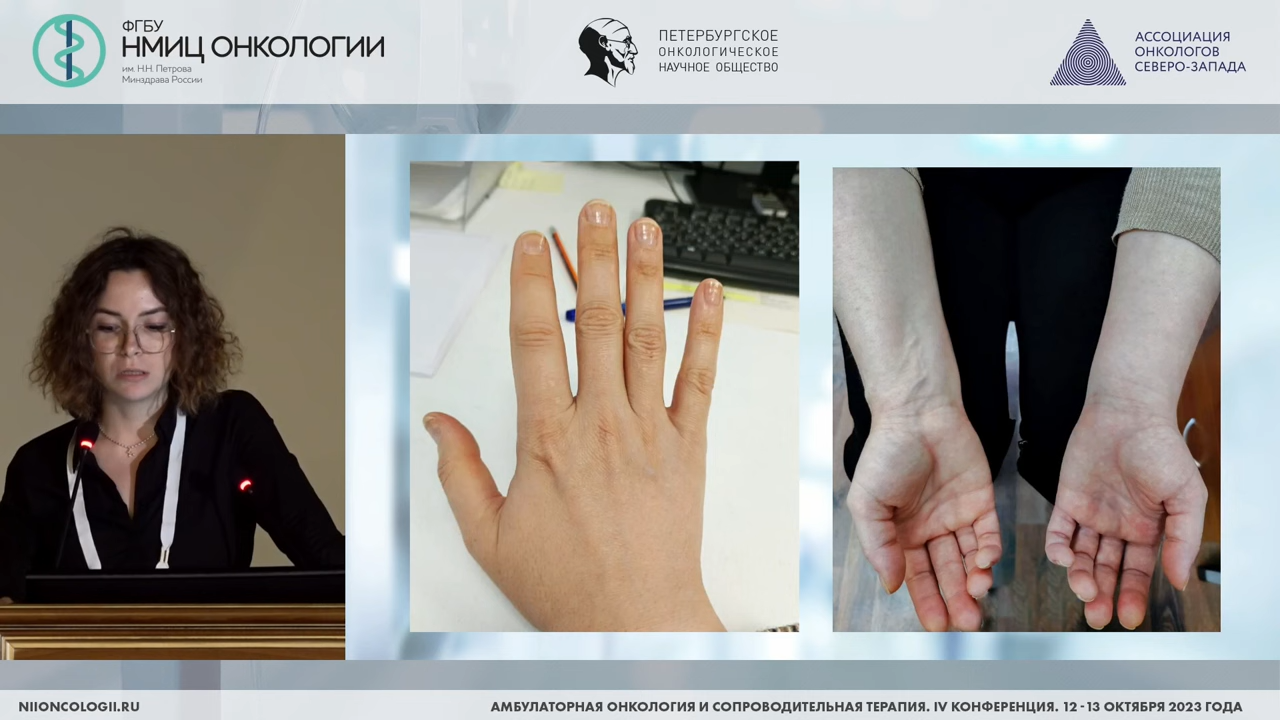 ФГБУ
НМИЦ ОНКОЛОГИИ
им. Н.Н. Петрова
Минздрава России
ПЕТЕРБУРГСКОЕ
ОНКОЛОГИЧЕСКОЕ
НАУЧНОЕ ОБЩЕСТВО
АССОЦИАЦИЯ
ОНКОЛОГОВ
СЕВЕРО-ЗАПАДА
NIIONCOLOGII.RU
АМБУЛАТОРНАЯ ОНКОЛОГИЯ И СОПРОВОДИТЕЛЬНАЯ ТЕРАПИЯ. IV КОНФЕРЕНЦИЯ. 12-13 ОКТЯБРЯ 2023 ГОДА